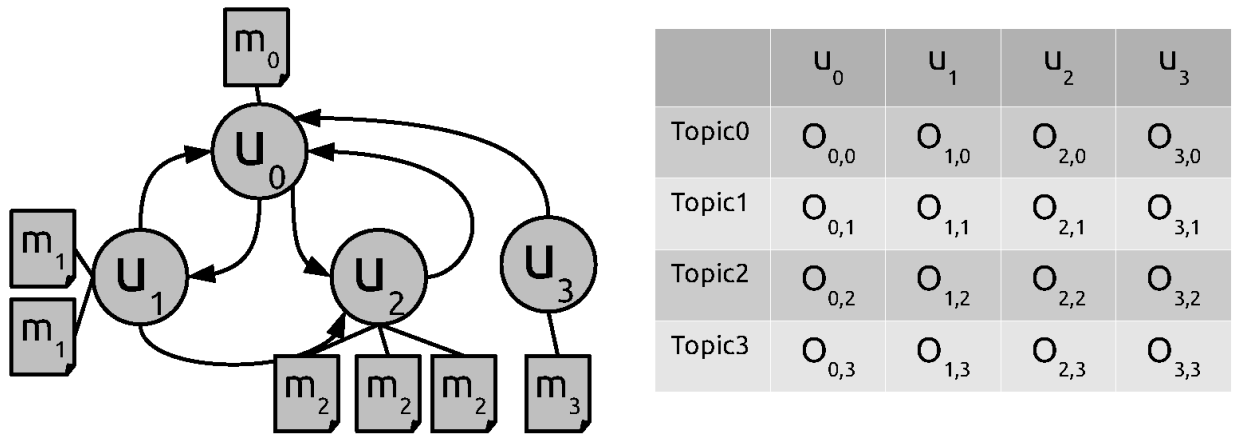 m0
u0
m1
m1
u1
u2
u3
m2
m2
m2
m3
u0 u1 u2 u3
Topic0 O0,0 O1,0 O2,0 O3,0
Topic1 O0,1 O1,1 O2,1 O3,1
Topic2 O0,2 O1,2 O2,2 O3,2
Topic3 O0,3 O1,3 O2,3 O3,3